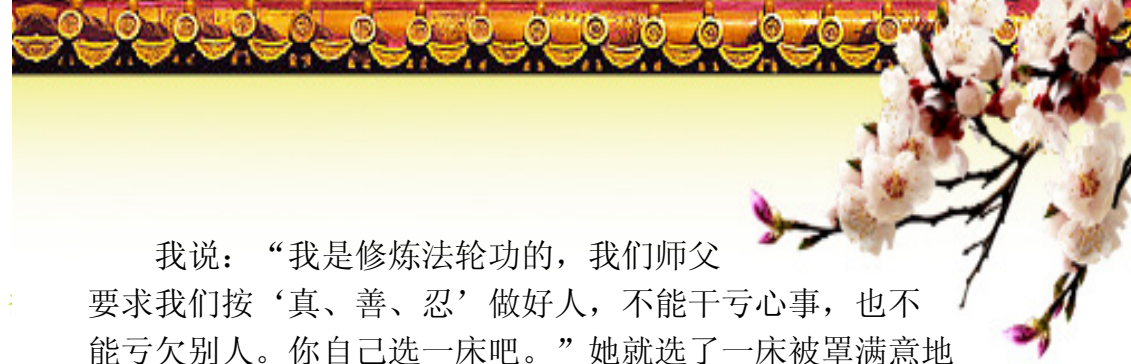 我说：“我是修炼法轮功的，我们师父
要求我们按‘真、善、忍’做好人，不能干亏心事，也不
能亏欠别人。你自己选一床吧。”她就选了一床被罩满意地